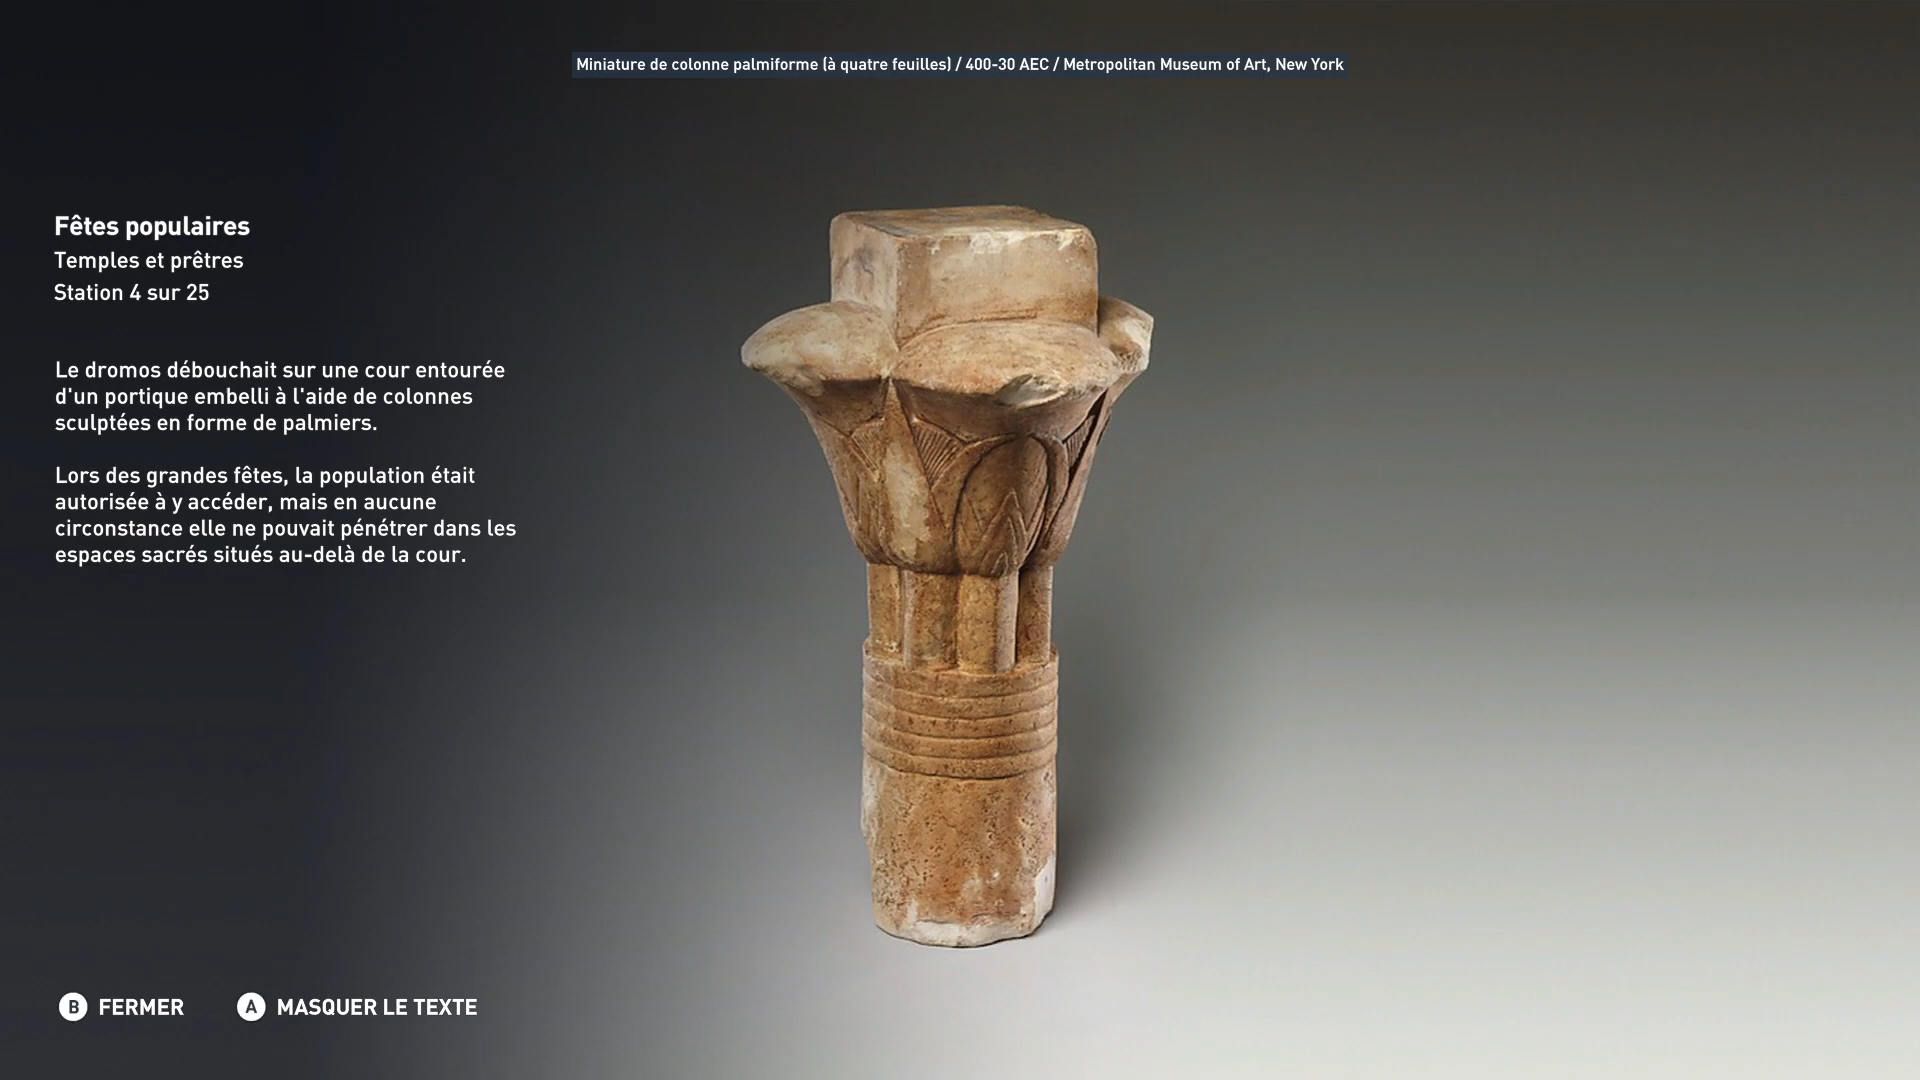 Miniature de colonne palmiforme (à quatre feuilles) / 400-30 AEC / Metropolitan Museum of Art, New York
Fêtes populaires
Temples et prêtres
Station 4 sur 25
Le dromos débouchait sur une cour entourée
d'un portique embelli à l'aide de colonnes
sculptées en forme de palmiers.
Lors des grandes fêtes, la population était
autorisée à y accéder, mais en aucune
circonstance elle ne pouvait pénétrer dans les
espaces sacrés situés au-delà de la cour.
B FERMER A MASQUER LE TEXTE